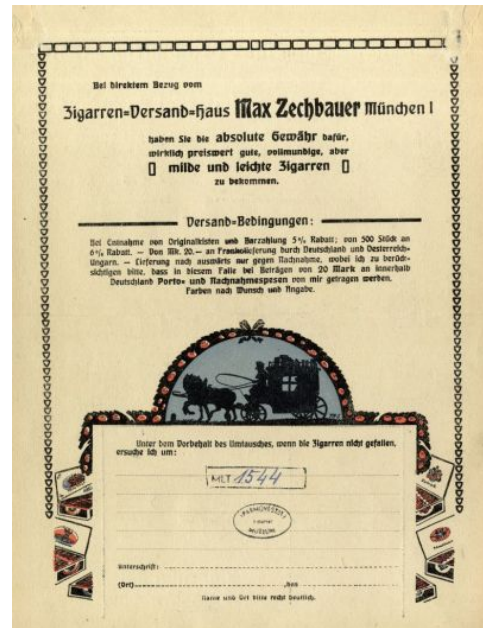 Bei direktem Bezug vom
Zigarren=Versand=Haus Max Zechbauer München I
haben Sie die absolute Gewähr dafür,
wirklich preiswert gute, vollmundige, aber
milde und leichte Zigarren
zu bekommen.
Versand=Bedingungen:
Bei Entnahme von Originalkisten und Barzahlung 5% Rabatt; von 500 Stück an
6% Rabatt. — Von Mk. 20.— an Frankolieferung durch Deutschland und Oesterreich-
Ungarn. — Lieferung nach auswärts nur gegen Nachnahme, wobei ich zu berück-
sichtigen bitte, dass in diesem Falle bei Beträgen von 20 Mark an innerhalb
Deutschland Porto- und Nachnahmespesen von mir getragen werden.
Farben nach Wunsch und Angabe.
Unter dem Vorbehalt des Umtausches, wenn die Zigarren nicht gefallen,
ersuche ich um:
MLT 1544
IPARMŰVÉSZETI
MUZEUM
Unterschrift:
(Ort) , den
Name und Ort bitte recht deutlich.